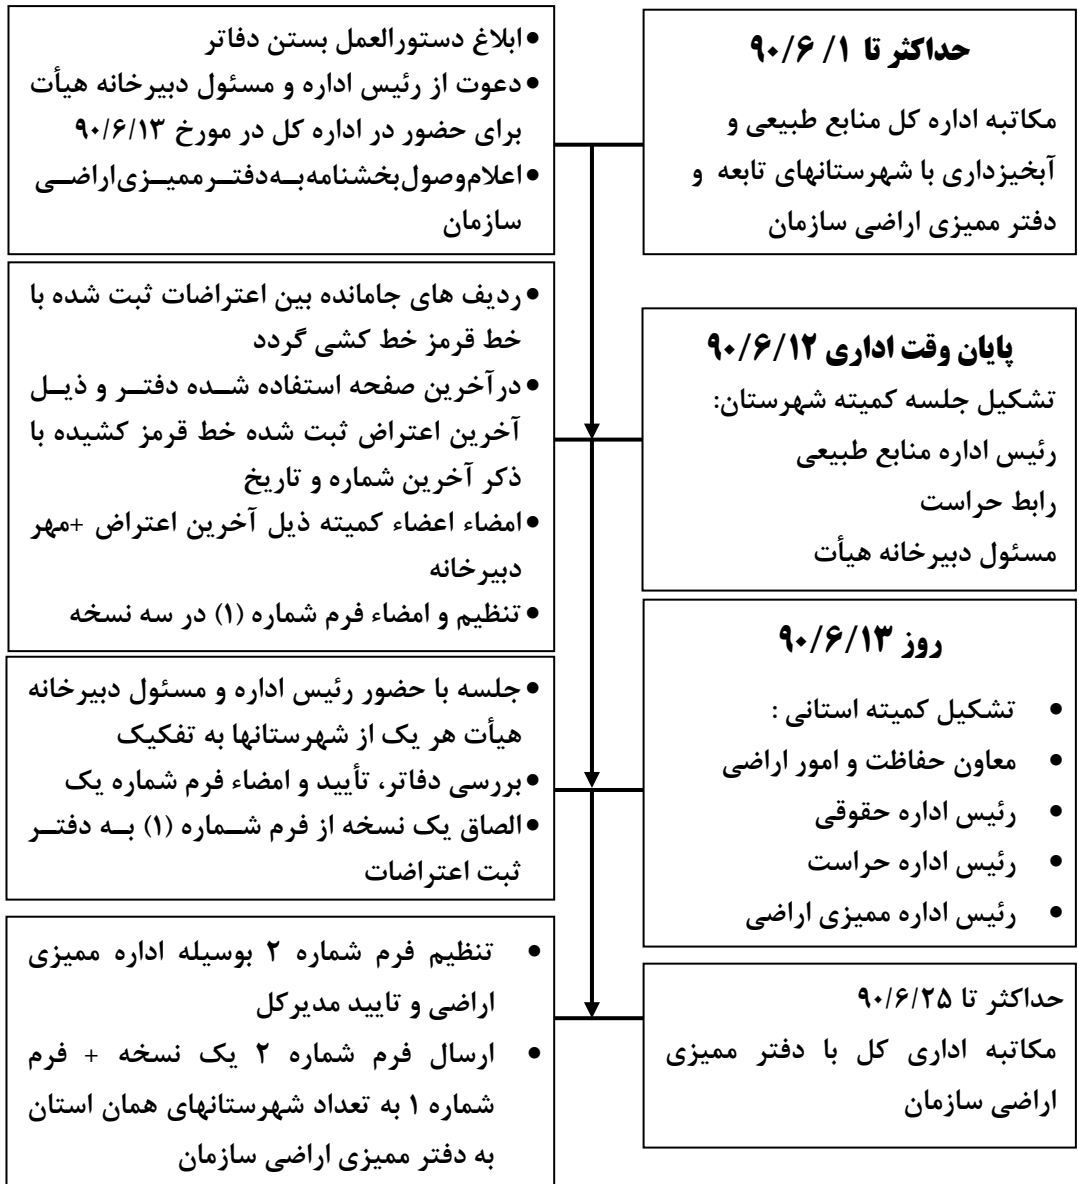 حداکثر تا ۱/ ۹۰/۶
مکاتبه اداره کل منابع طبیعی و
آبخیزداری با شهرستانهای تابعه و
دفتر ممیزی اراضی سازمان
•ابلاغ دستورالعمل بستن دفاتر
•دعوت از رئیس اداره و مسئول دبیرخانه هیأت
برای حضور در اداره کل در مورخ ۹۰/۶/۱۳
•اعلام‌وصول‌بخشنامه‌بـه‌دفتـرممیـزی‌اراضـی
سازمان
پایان وقت اداری ۹۰/۶/۱۲
تشکیل جلسه کمیته شهرستان:
رئیس اداره منابع طبیعی
رابط حراست
مسئول دبیرخانه هیأت
•ردیف های جامانده بین اعتراضات ثبت شده با
خط قرمز خط کشی گردد
•درآخرین صفحه استفاده شـده دفتـر و ذیـل
آخرین اعتراض ثبت شده خط قرمز کشیده با
ذکر آخرین شماره و تاریخ
•امضاء اعضاء کمیته ذیل آخرین اعتراض +مهر
دبیرخانه
•تنظیم و امضاء فرم شماره (۱) در سه نسخه
روز ۹۰/۶/۱۳
• تشکیل کمیته استانی :
• معاون حفاظت و امور اراضی
• رئیس اداره حقوقی
• رئیس اداره حراست
• رئیس اداره ممیزی اراضی
•جلسه با حضور رئیس اداره و مسئول دبیرخانه
هیأت هر یک از شهرستانها به تفکیک
•بررسی دفاتر، تأیید و امضاء فرم شماره یک
•الصاق یک نسخه از فرم شـماره (۱) بـه دفتـر
ثبت اعتراضات
حداکثر تا ۹۰/۶/۲۵
مکاتبه اداری کل با دفتر ممیزی
اراضی سازمان
• تنظیم فرم شماره ۲ بوسیله اداره ممیزی
اراضی و تایید مدیرکل
• ارسال فرم شماره ۲ یک نسخه + فرم
شماره ۱ به تعداد شهرستانهای همان استان
به دفتر ممیزی اراضی سازمان